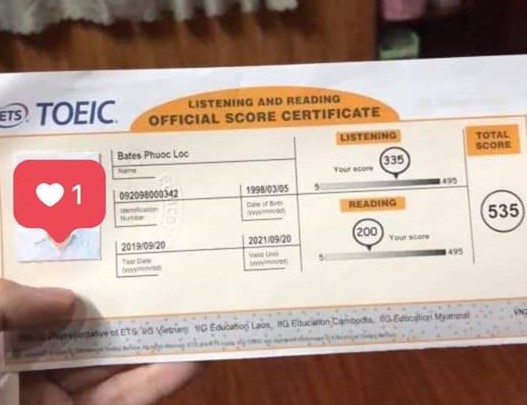 ETS TOEIC
LISTENING AND READING
OFFICIAL SCORE CERTIFICATE
Bates Phuoc Loc
Name
092098000342
Identification
Number
1998/03/05
Date of Birth
(yyyy/mm/dd)
2019/09/20
Test Date
(yyyy/mm/dd)
2021/09/20
Valid Until
(yyyy/mm/dd)
1
LISTENING
335
Your score
5 495
READING
200
Your score
5 495
TOTAL
SCORE
535
Representative of ETS: IIG Vietnam, IIG Education Laos, IIG Education Cambodia, IIG Education Myanmar